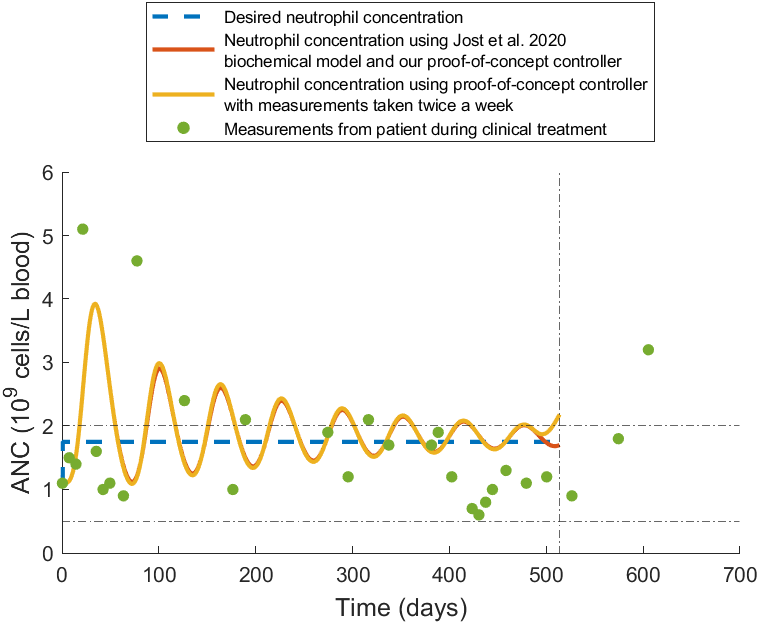 Desired neutrophil concentration
Neutrophil concentration using Jost et al. 2020
biochemical model and our proof-of-concept controller
Neutrophil concentration using proof-of-concept controller
with measurements taken twice a week
Measurements from patient during clinical treatment
6
5
4
3
2
1
0
ANC (10⁹ cells/L blood)
0 100 200 300 400 500 600 700
Time (days)